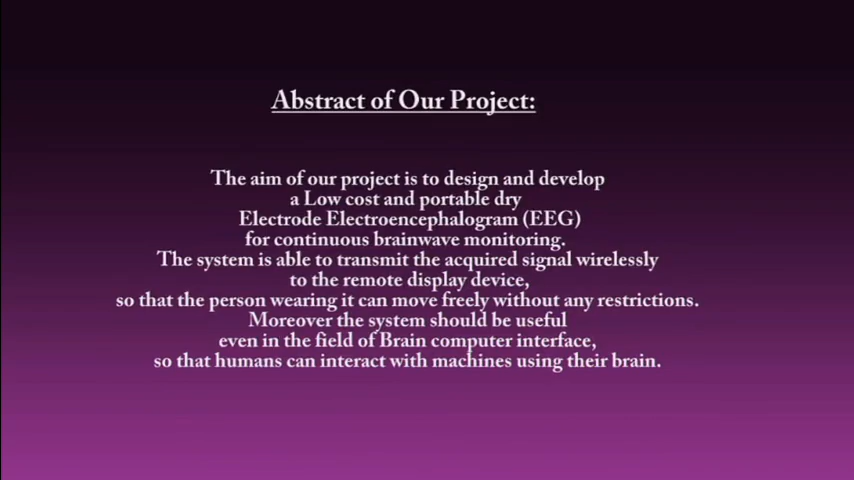 Abstract of Our Project:
The aim of our project is to design and develop
a Low cost and portable dry
Electrode Electroencephalogram (EEG)
for continuous brainwave monitoring.
The system is able to transmit the acquired signal wirelessly
to the remote display device,
so that the person wearing it can move freely without any restrictions.
Moreover the system should be useful
even in the field of Brain computer interface,
so that humans can interact with machines using their brain.